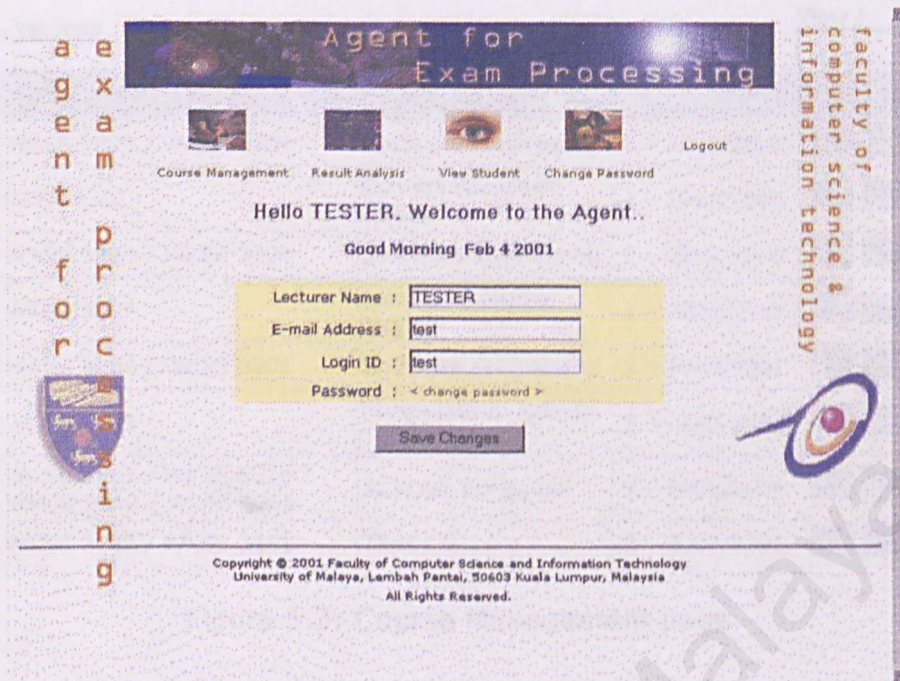 agent for
exam processing
Agent for
Exam Processing
faculty of
computer science &
information technology
Course Management
Result Analysis
View Student
Change Password
Logout
Hello TESTER. Welcome to the Agent..
Good Morning Feb 4 2001
Lecturer Name : TESTER
E-mail Address : test
Login ID : test
Password : < change password >
Save Changes
Copyright © 2001 Faculty of Computer Science and Information Technology
University of Malaya, Lembah Pantai, 50603 Kuala Lumpur, Malaysia
All Rights Reserved.
Malaya